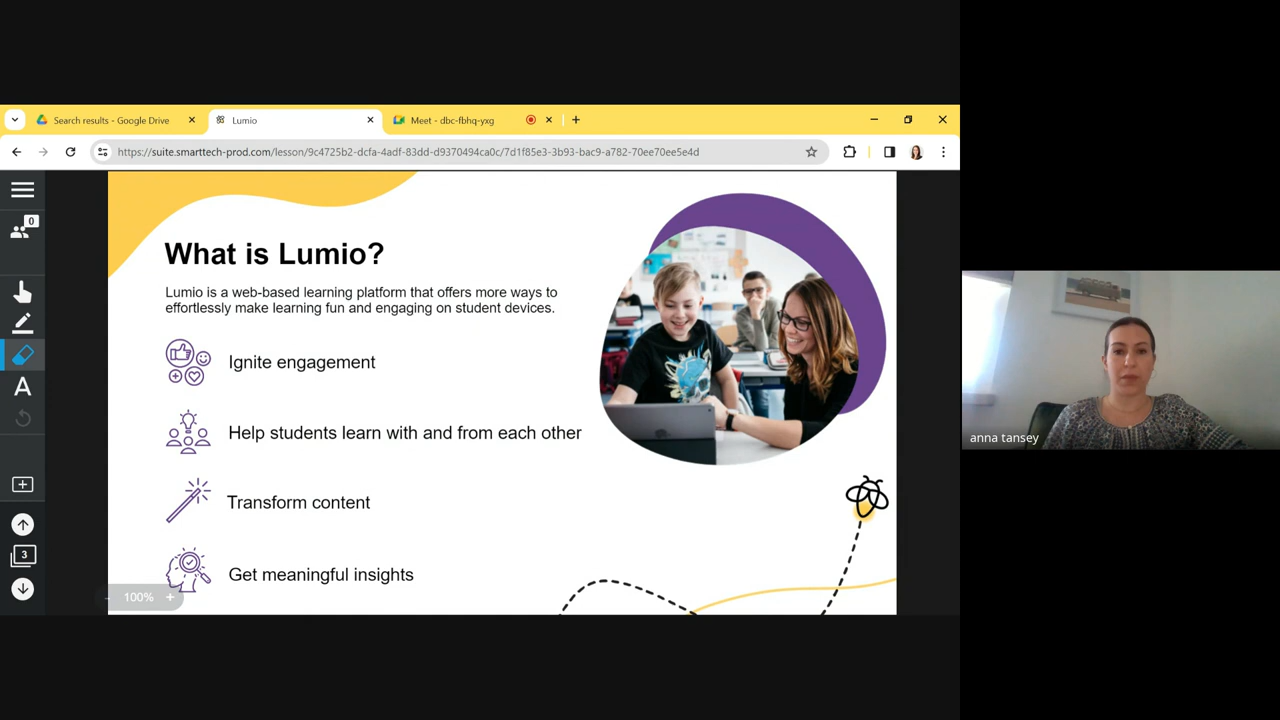 Search results - Google Drive
Lumio
Meet - dbc-fbhq-yxg
https://suite.smarttech-prod.com/lesson/9c4725b2-dcfa-4adf-83dd-d9370494ca0c/7d1f85e3-3b93-bac9-a782-70ee70ee5e4d
0
What is Lumio?
Lumio is a web-based learning platform that offers more ways to
effortlessly make learning fun and engaging on student devices.
Ignite engagement
Help students learn with and from each other
Transform content
Get meaningful insights
A
3
- 100% +
anna tansey